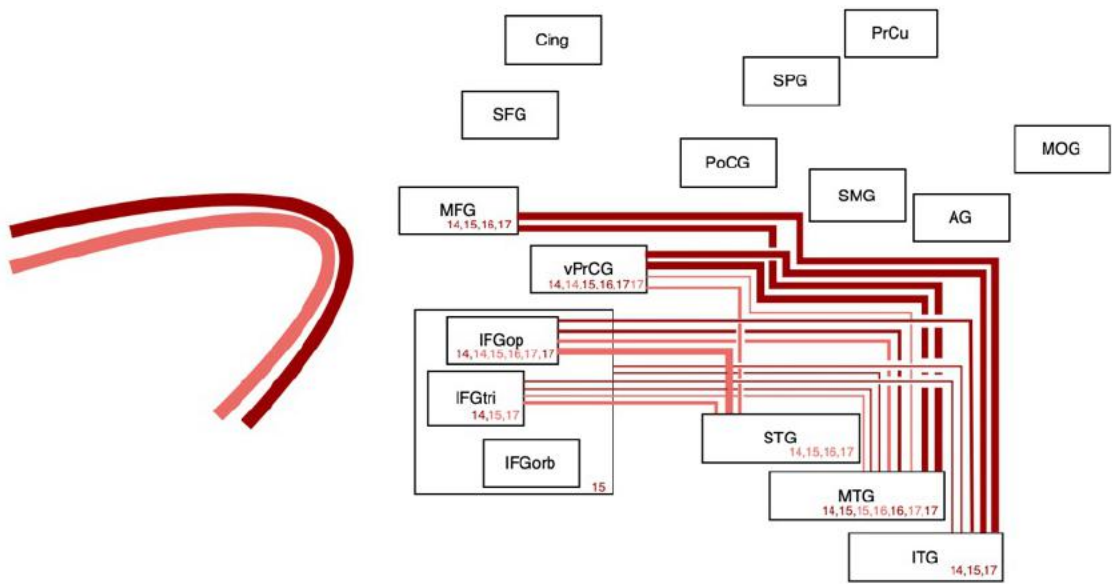 Cing
PrCu
SPG
SFG
MOG
PoCG
SMG
AG
MFG
14,15,16,17
vPrCG
14,14,15,16,1717
IFGop
14,14,15,16,17,17
IFGtri
14,15,17
STG
14,15,16,17
IFGorb
15
MTG
14,15,15,16,16,17,17
ITG
14,15,17